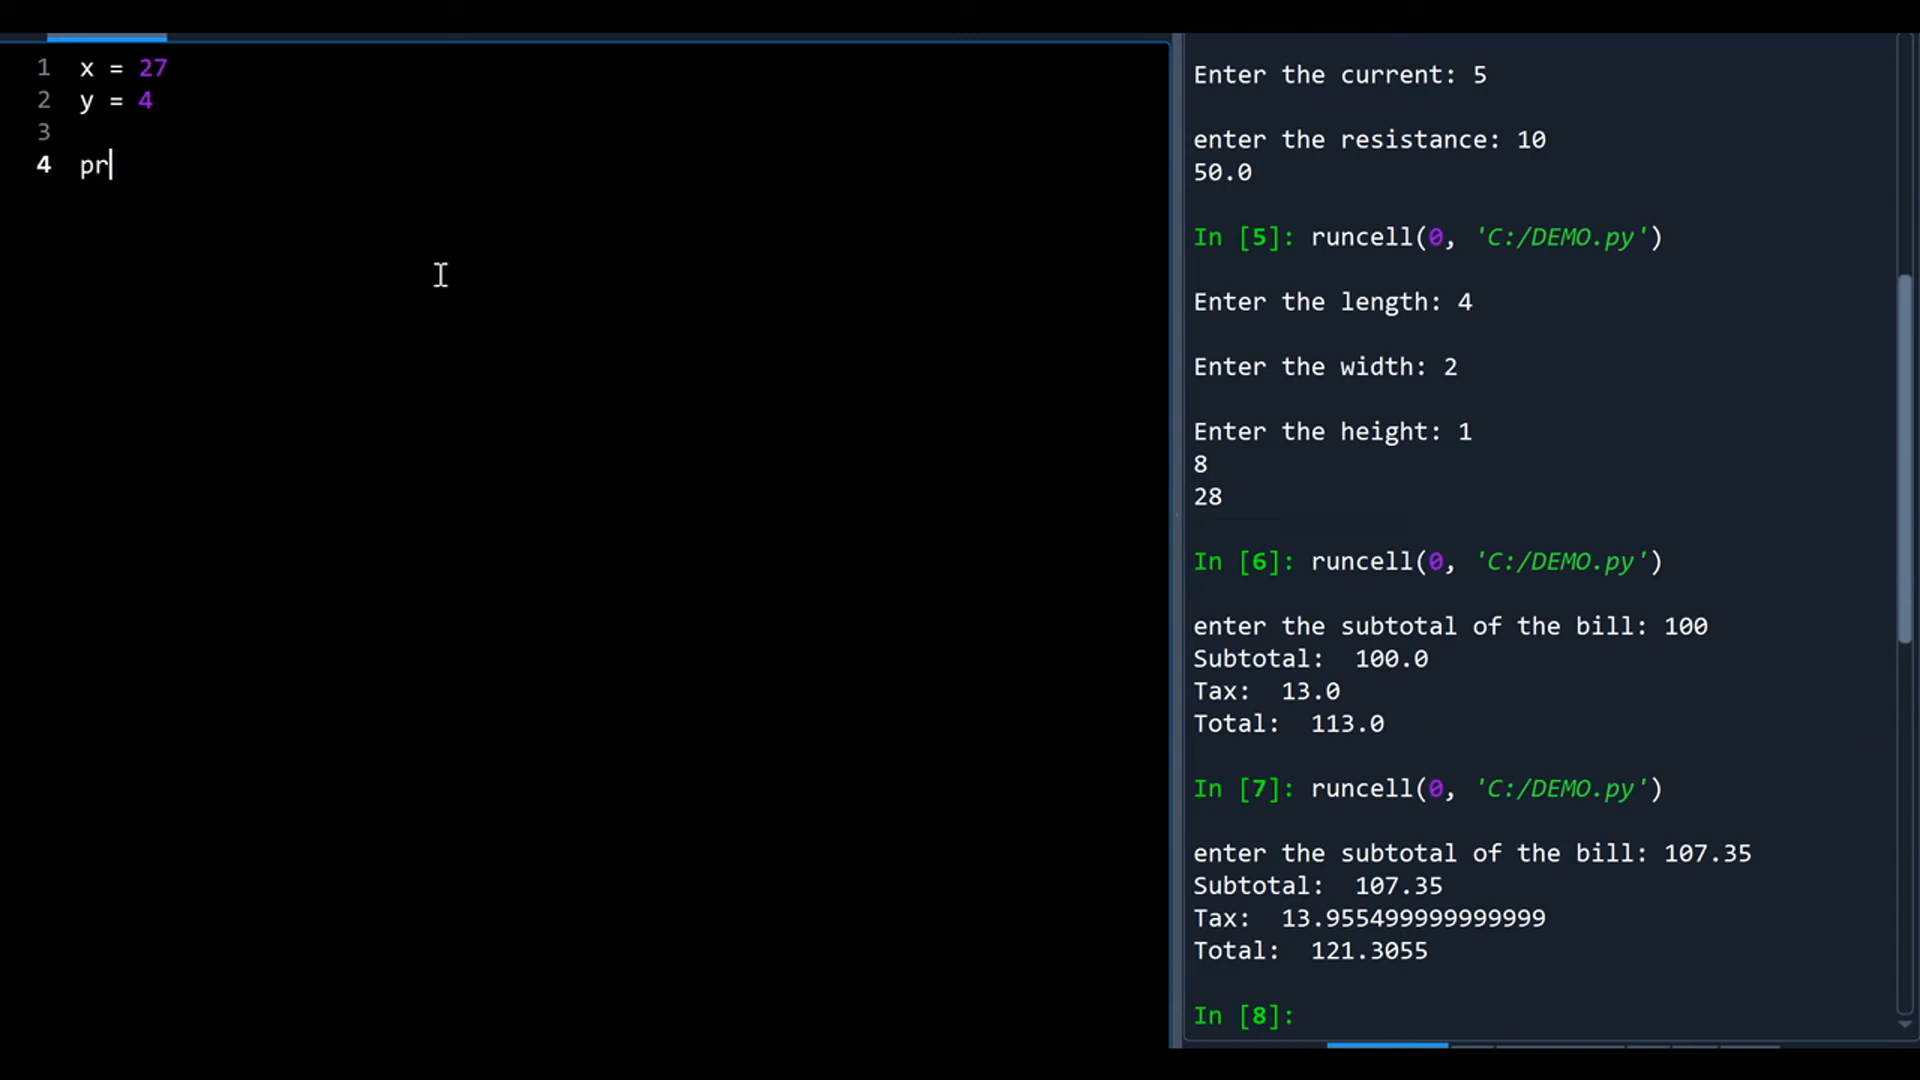 1 x = 27
2 y = 4
3
4 pr
Enter the current: 5
enter the resistance: 10
50.0
In [5]: runcell(0, 'C:/DEMO.py')
Enter the length: 4
Enter the width: 2
Enter the height: 1
8
28
In [6]: runcell(0, 'C:/DEMO.py')
enter the subtotal of the bill: 100
Subtotal:  100.0
Tax:  13.0
Total:  113.0
In [7]: runcell(0, 'C:/DEMO.py')
enter the subtotal of the bill: 107.35
Subtotal:  107.35
Tax:  13.955499999999999
Total:  121.3055
In [8]: